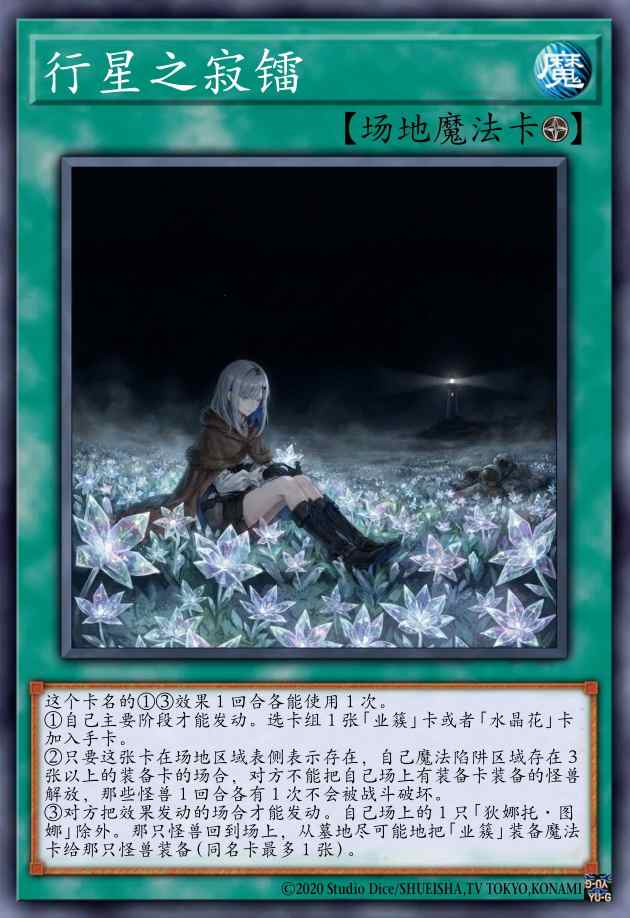 行星之寂镭
魔
【场地魔法卡】
这个卡名的①③效果1回合各能使用1次。
①自己主要阶段才能发动。选卡组1张「业簇」卡或者「水晶花」卡
加入手卡。
②只要这张卡在场地区域表侧表示存在，自己魔法陷阱区域存在3
张以上的装备卡的场合，对方不能把自己场上有装备卡装备的怪兽
解放，那些怪兽1回合各有1次不会被战斗破坏。
③对方把效果发动的场合才能发动。自己场上的1只「狄娜托·图
娜」除外。那只怪兽回到场上，从墓地尽可能地把「业簇」装备魔法
卡给那只怪兽装备(同名卡最多1张)。
©2020 Studio Dice/SHUEISHA,TV TOKYO,KONAMI